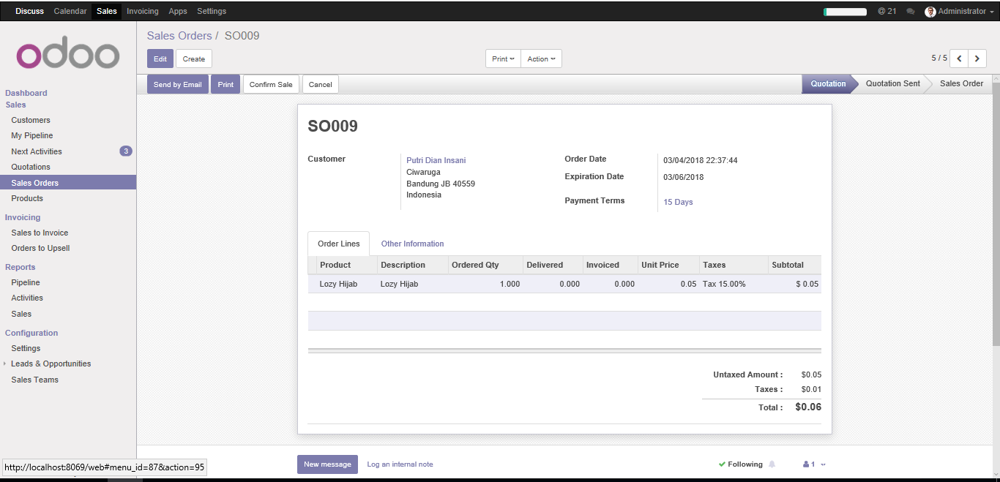 Discuss Calendar Sales Invoicing Apps Settings @ 21 Administrator
odoo
Sales Orders / SO009
Edit Create Print Action 5 / 5
Send by Email Print Confirm Sale Cancel Quotation Quotation Sent Sales Order
Dashboard
Sales
Customers
My Pipeline
Next Activities 3
Quotations
Sales Orders
Products
Invoicing
Sales to Invoice
Orders to Upsell
Reports
Pipeline
Activities
Sales
Configuration
Settings
Leads & Opportunities
Sales Teams
SO009
Customer Putri Dian Insani
Ciwaruga
Bandung JB 40559
Indonesia
Order Date 03/04/2018 22:37:44
Expiration Date 03/06/2018
Payment Terms 15 Days
Order Lines Other Information
Product Description Ordered Qty Delivered Invoiced Unit Price Taxes Subtotal
Lozy Hijab Lozy Hijab 1.000 0.000 0.000 0.05 Tax 15.00% $ 0.05
Untaxed Amount : $0.05
Taxes : $0.01
Total : $0.06
New message Log an internal note Following 1
http://localhost:8069/web#menu_id=87&action=95